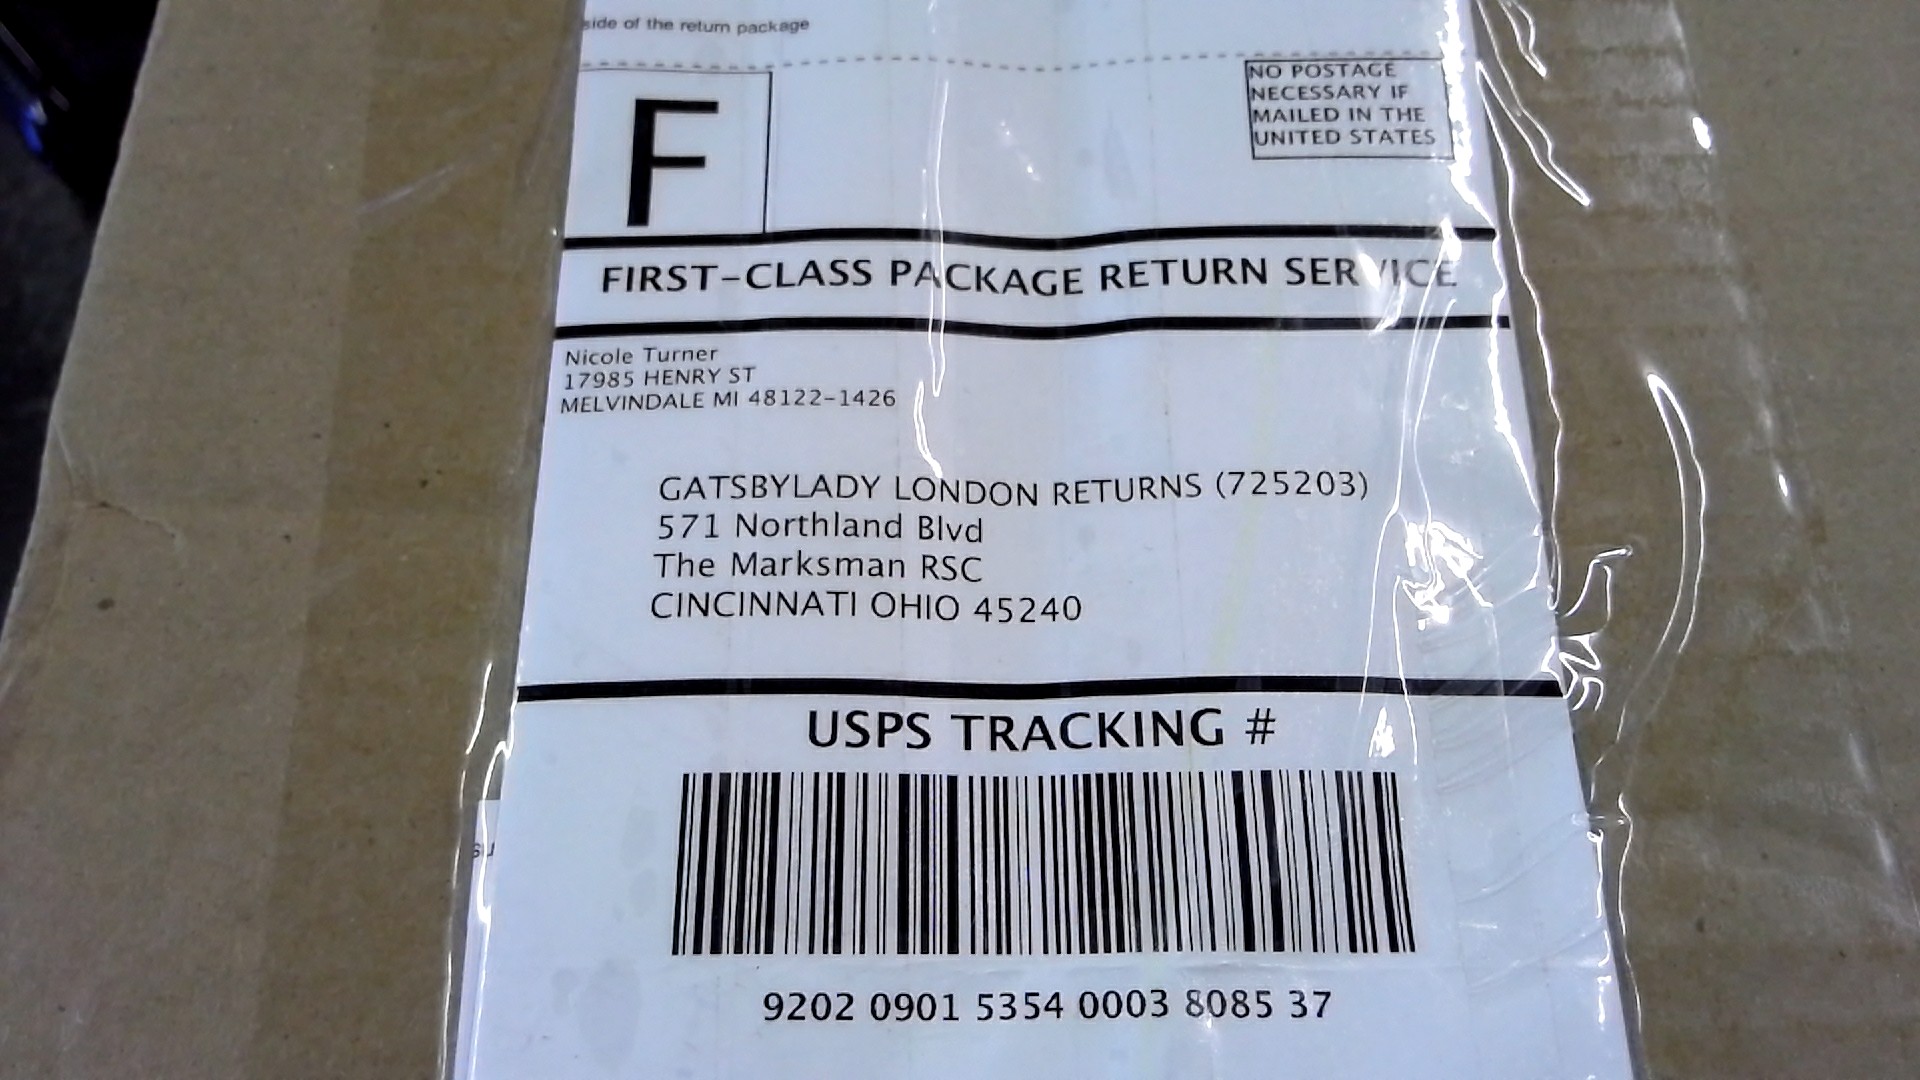 side of the return package
F
NO POSTAGE
NECESSARY IF
MAILED IN THE
UNITED STATES
FIRST-CLASS PACKAGE RETURN SERVICE
Nicole Turner
17985 HENRY ST
MELVINDALE MI 48122-1426
GATSBYLADY LONDON RETURNS (725203)
571 Northland Blvd
The Marksman RSC
CINCINNATI OHIO 45240
USPS TRACKING #
9202 0901 5354 0003 8085 37